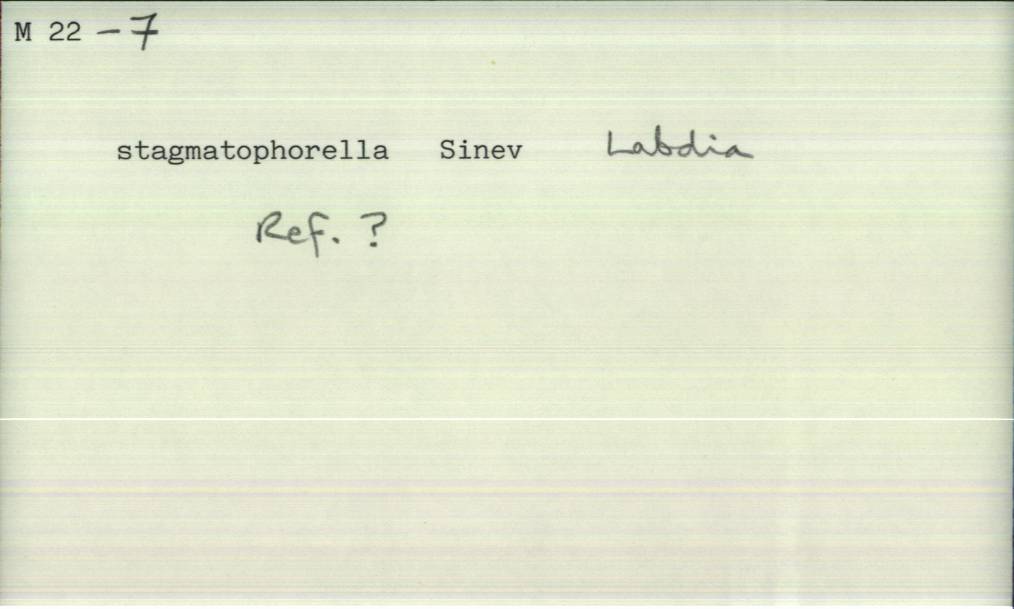 M 22 – 7
stagmatophorella Sinev Labdia
Ref. ?